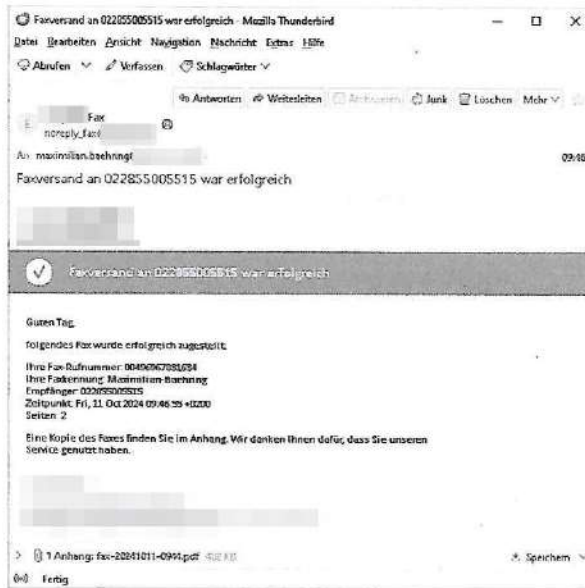 Faxversand an 022855005515 war erfolgreich - Mozilla Thunderbird
Datei Bearbeiten Ansicht Navigation Nachricht Extras Hilfe
Abrufen Verfassen Schlagwörter
Antworten Weiterleiten Archivieren Junk Löschen Mehr
E Fax
noreply_fax(
An maximilian.baehring(
09:46
Faxversand an 022855005515 war erfolgreich
Faxversand an 022855005515 war erfolgreich
Guten Tag,
folgendes Fax wurde erfolgreich zugestellt:
Ihre Fax-Rufnummer:
Ihre Faxkennung: Maximilian-Baehring
Empfänger: 022855005515
Zeitpunkt: Fri, 11 Oct 2024 09:46:55 +0200
Seiten: 2
Eine Kopie des Faxes finden Sie im Anhang. Wir danken Ihnen dafür, dass Sie unseren
Service genutzt haben.
1 Anhang: fax-20241011-0944.pdf
Speichern
Fertig